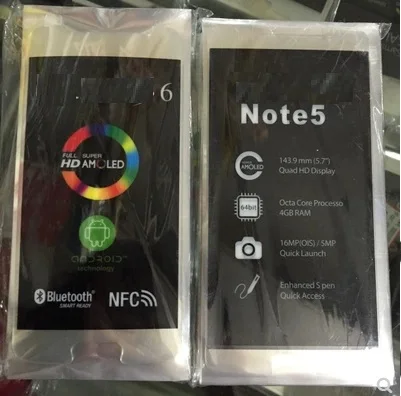 6
FULL SUPER
HD AMOLED
ANDROID
technology
Bluetooth
SMART READY
NFC
Note5
143.9 mm (5.7")
Quad HD Display
64bit
Octa Core Processo
4GB RAM
16MP(OIS) / 5MP
Quick Launch
Enhanced S pen
Quick Access